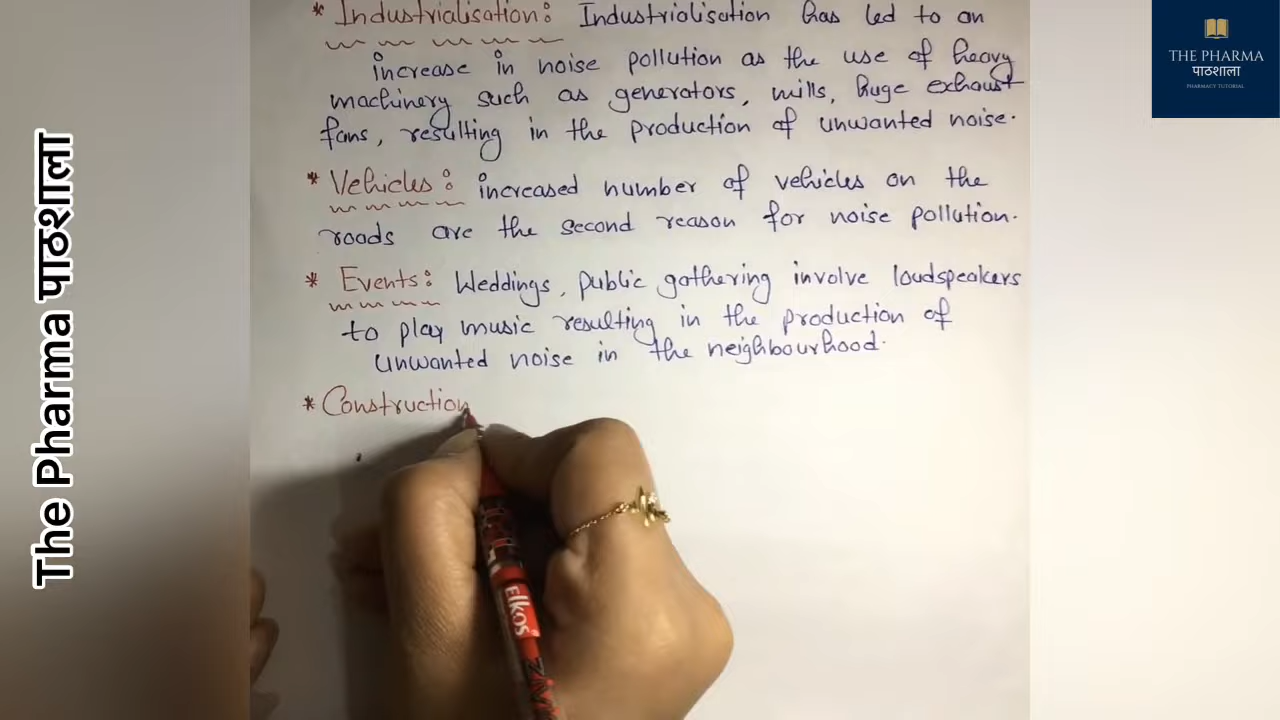 * Industrialisation: Industrialisation has led to an
increase in noise pollution as the use of heavy
machinery such as generators, mills, huge exhaust
fans, resulting in the production of unwanted noise.
* Vehicles: increased number of vehicles on the
roads are the second reason for noise pollution.
* Events: Weddings, public gathering involve loudspeakers
to play music resulting in the production of
unwanted noise in the neighbourhood.
* Construction
Elkos
THE PHARMA
पाठशाला
PHARMACY TUTORIAL
The Pharma पाठशाला